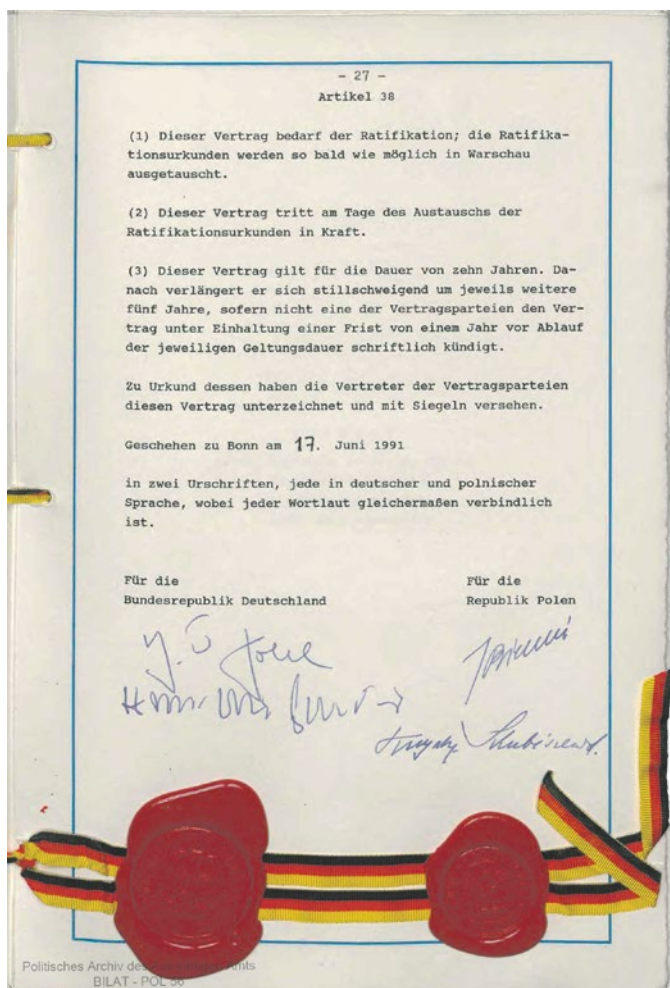 - 27 -
Artikel 38
(1) Dieser Vertrag bedarf der Ratifikation; die Ratifika-
tionsurkunden werden so bald wie möglich in Warschau
ausgetauscht.
(2) Dieser Vertrag tritt am Tage des Austauschs der
Ratifikationsurkunden in Kraft.
(3) Dieser Vertrag gilt für die Dauer von zehn Jahren. Da-
nach verlängert er sich stillschweigend um jeweils weitere
fünf Jahre, sofern nicht eine der Vertragsparteien den Ver-
trag unter Einhaltung einer Frist von einem Jahr vor Ablauf
der jeweiligen Geltungsdauer schriftlich kündigt.
Zu Urkund dessen haben die Vertreter der Vertragsparteien
diesen Vertrag unterzeichnet und mit Siegeln versehen.
Geschehen zu Bonn am 17. Juni 1991
in zwei Urschriften, jede in deutscher und polnischer
Sprache, wobei jeder Wortlaut gleichermaßen verbindlich
ist.
Für die
Bundesrepublik Deutschland
Für die
Republik Polen
Politisches Archiv des Amts
BILAT - POL 56